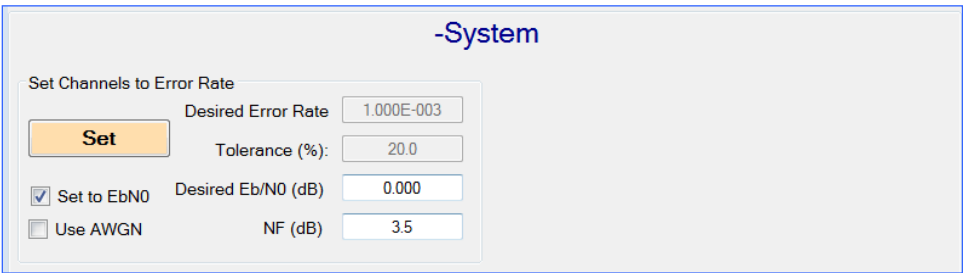 -System
Set Channels to Error Rate
Desired Error Rate 1.000E-003
Set
Tolerance (%): 20.0
Set to EbN0 Desired Eb/N0 (dB) 0.000
Use AWGN NF (dB) 3.5